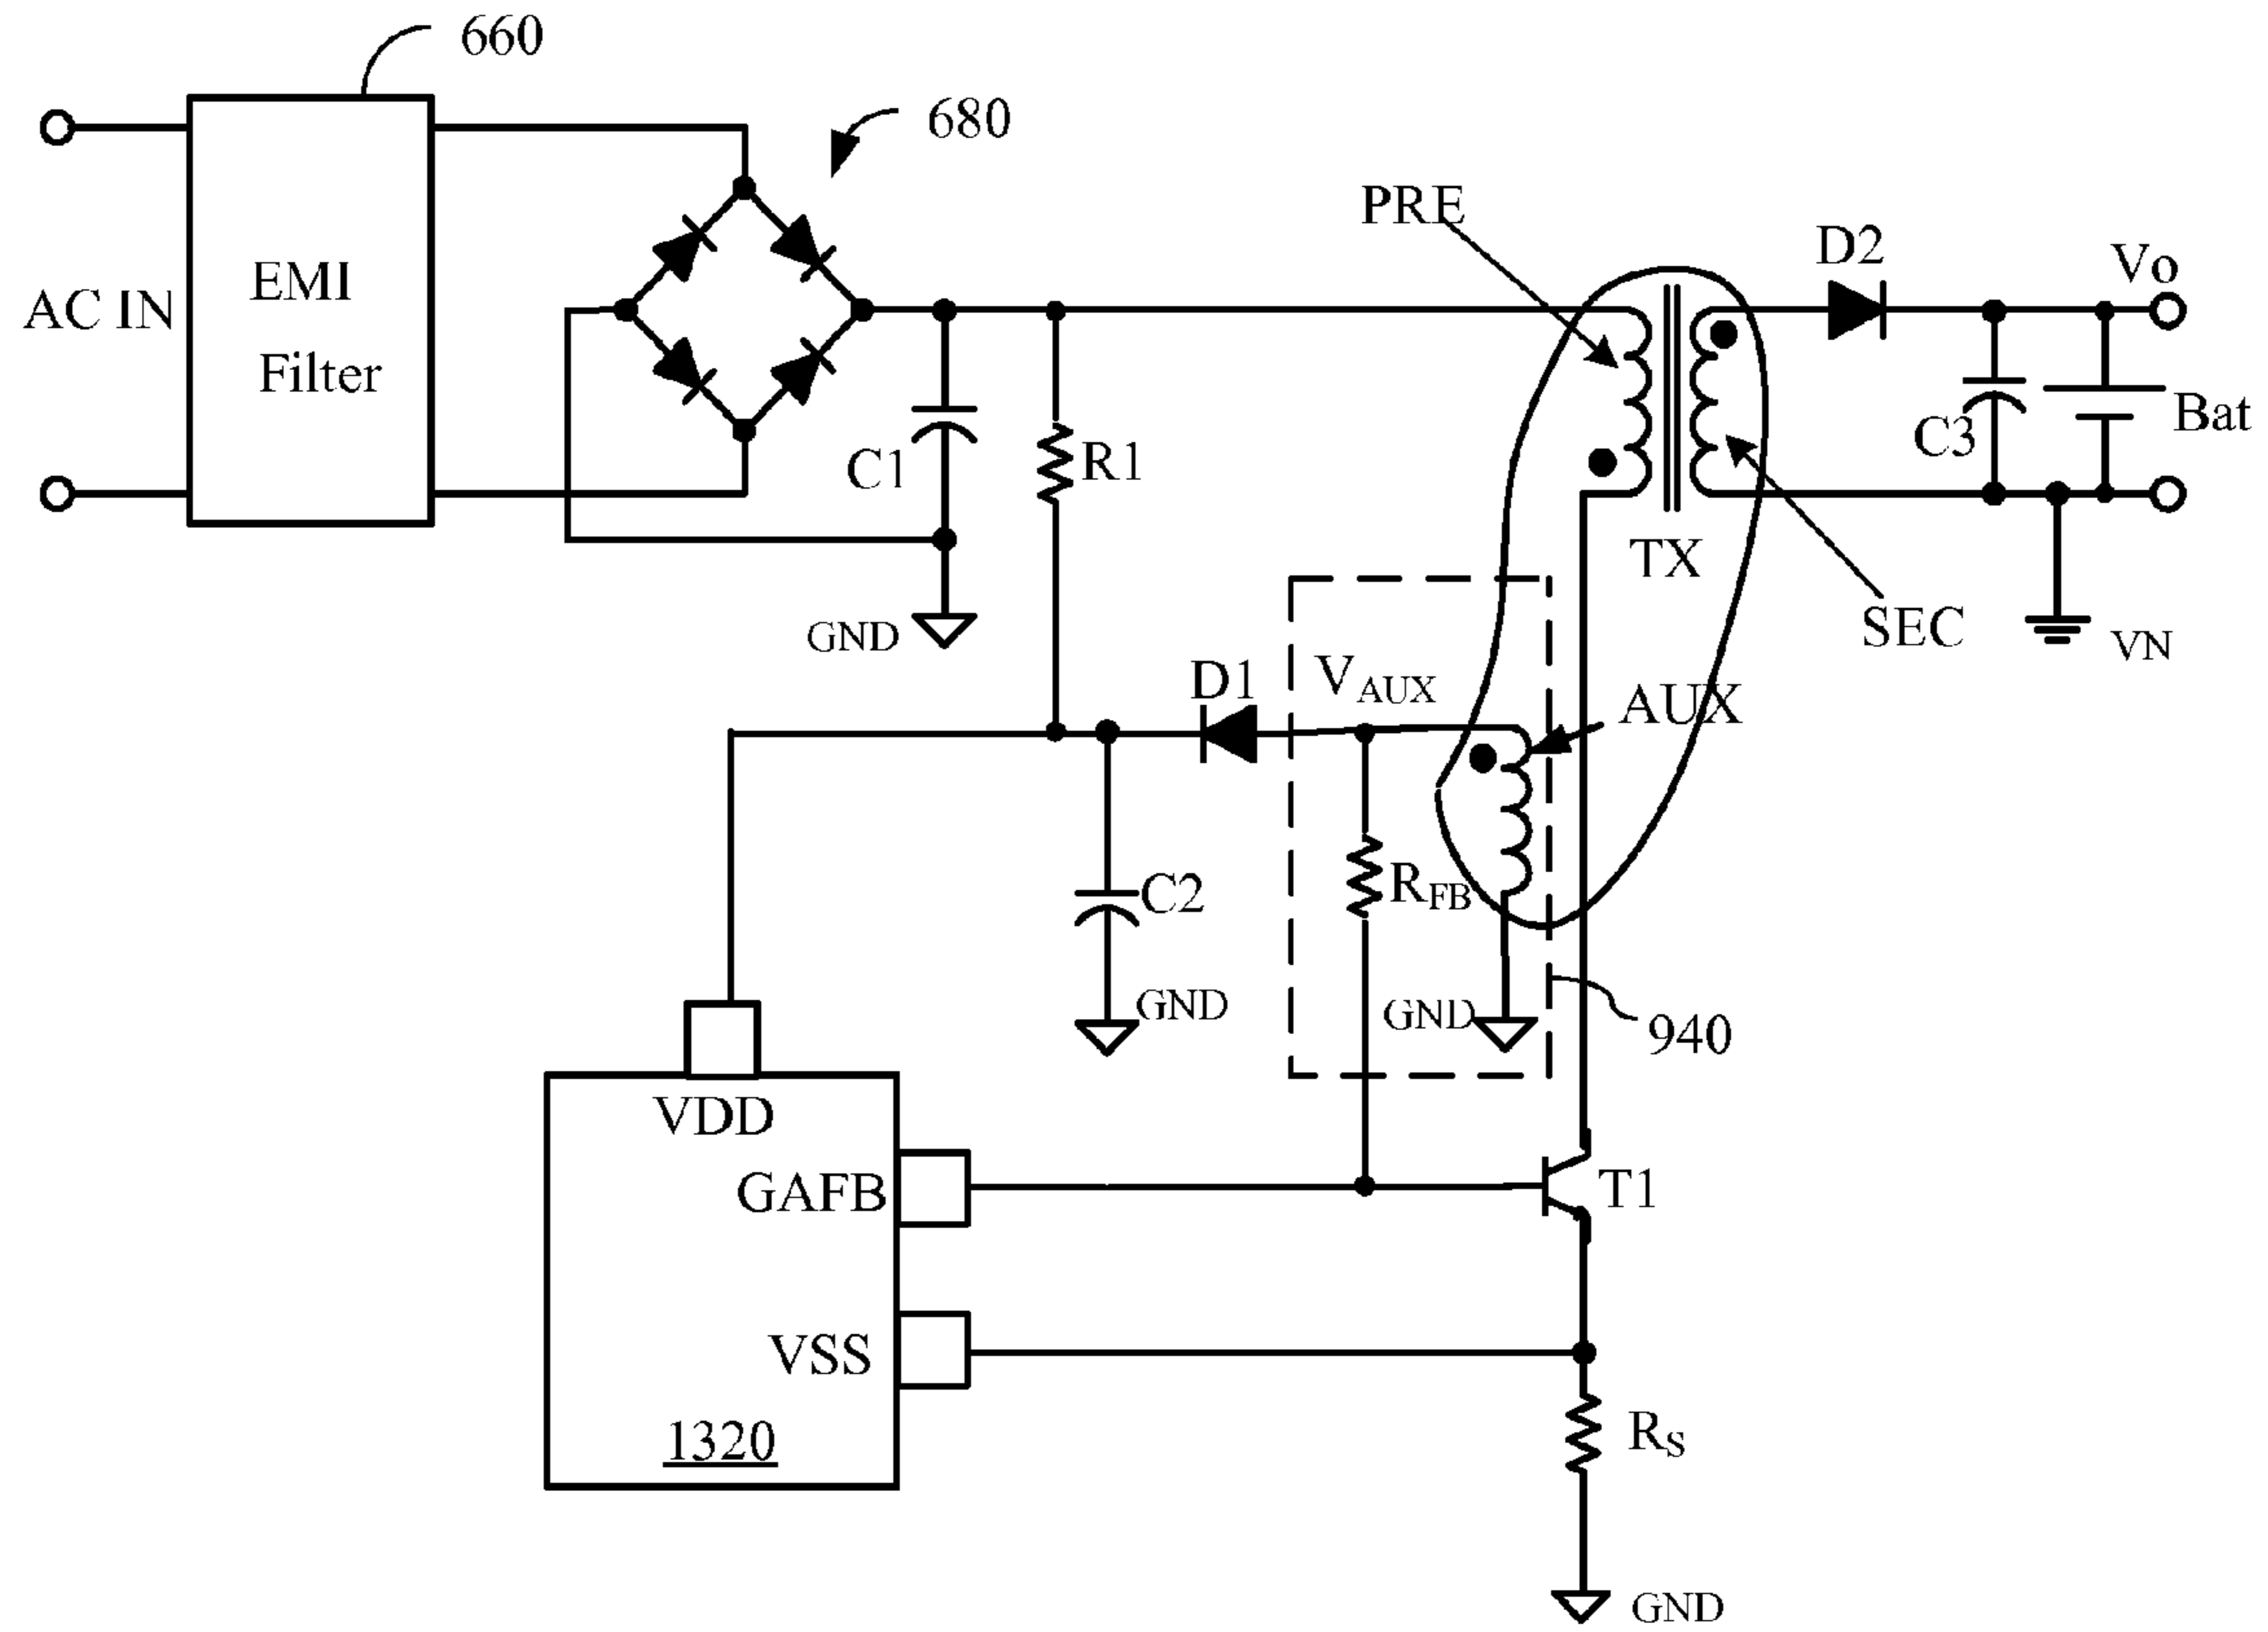 660
680
PRE
D2
Vo
AC IN
EMI
Filter
C1
R1
C3
Bat
TX
SEC
VN
GND
D1
VAUX
AUX
C2
RFB
GND
GND
940
VDD
GAFB
T1
VSS
1320
RS
GND